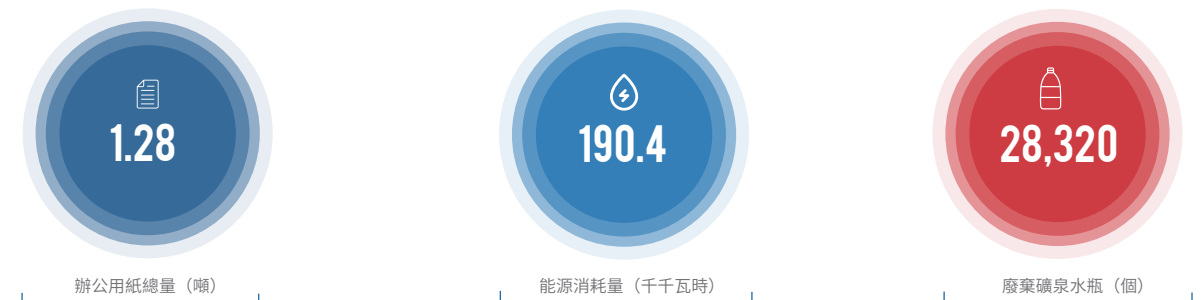 1.28
190.4
28,320
辦公用紙總量（噸）
能源消耗量（千千瓦時）
廢棄礦泉水瓶（個）